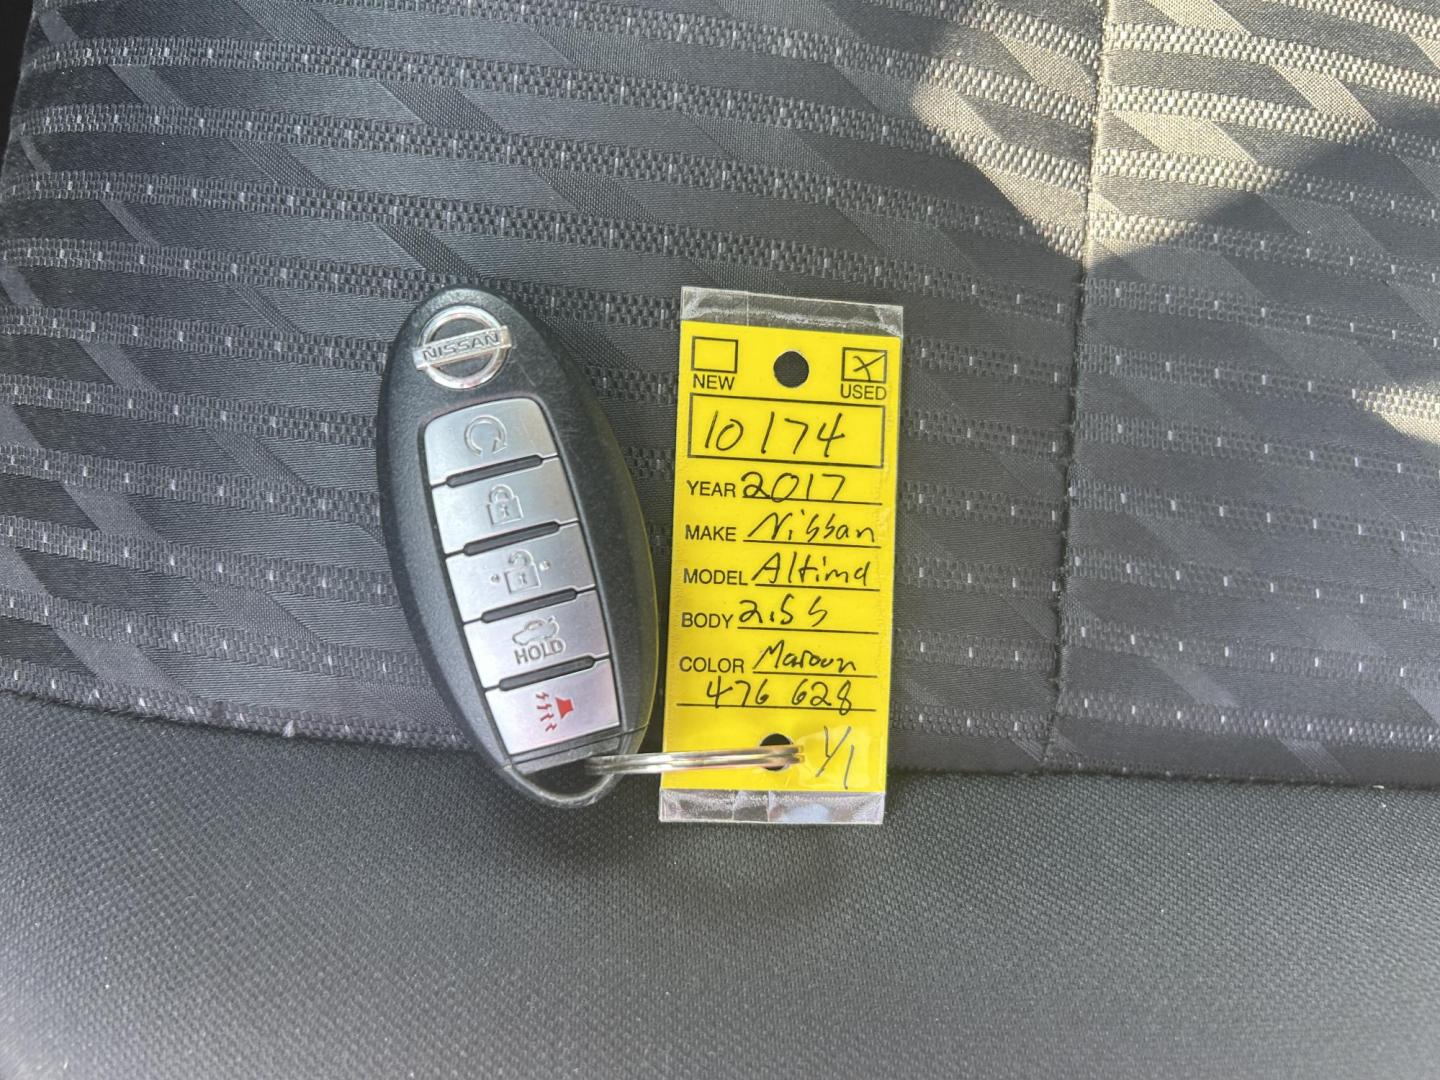 NISSAN
HOLD
NEW
USED
10174
YEAR 2017
MAKE Nissan
MODEL Altima
BODY 2.5 S
COLOR Maroon
476 628
1/1